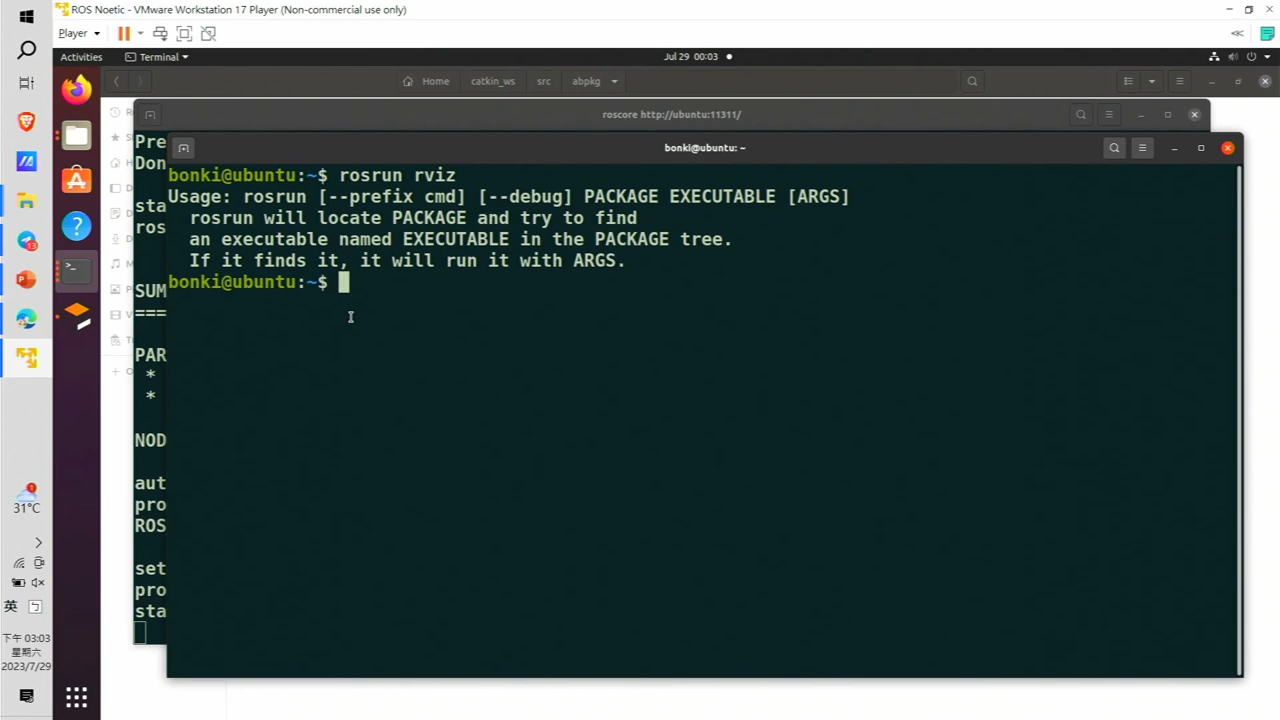 ROS Noetic - VMware Workstation 17 Player (Non-commercial use only)
Player
Activities
Terminal
Jul 29 00:03
Home
catkin_ws
src
abpkg
roscore http://ubuntu:11311/
bonki@ubuntu: ~
Pre
Don
sta
ros
SUM
===
PAR
*
*
NOD
aut
pro
ROS
set
pro
sta
bonki@ubuntu:~$ rosrun rviz
Usage: rosrun [--prefix cmd] [--debug] PACKAGE EXECUTABLE [ARGS]
rosrun will locate PACKAGE and try to find
an executable named EXECUTABLE in the PACKAGE tree.
If it finds it, it will run it with ARGS.
bonki@ubuntu:~$
31°C
英
ㄅ
下午 03:03
星期六
2023/7/29